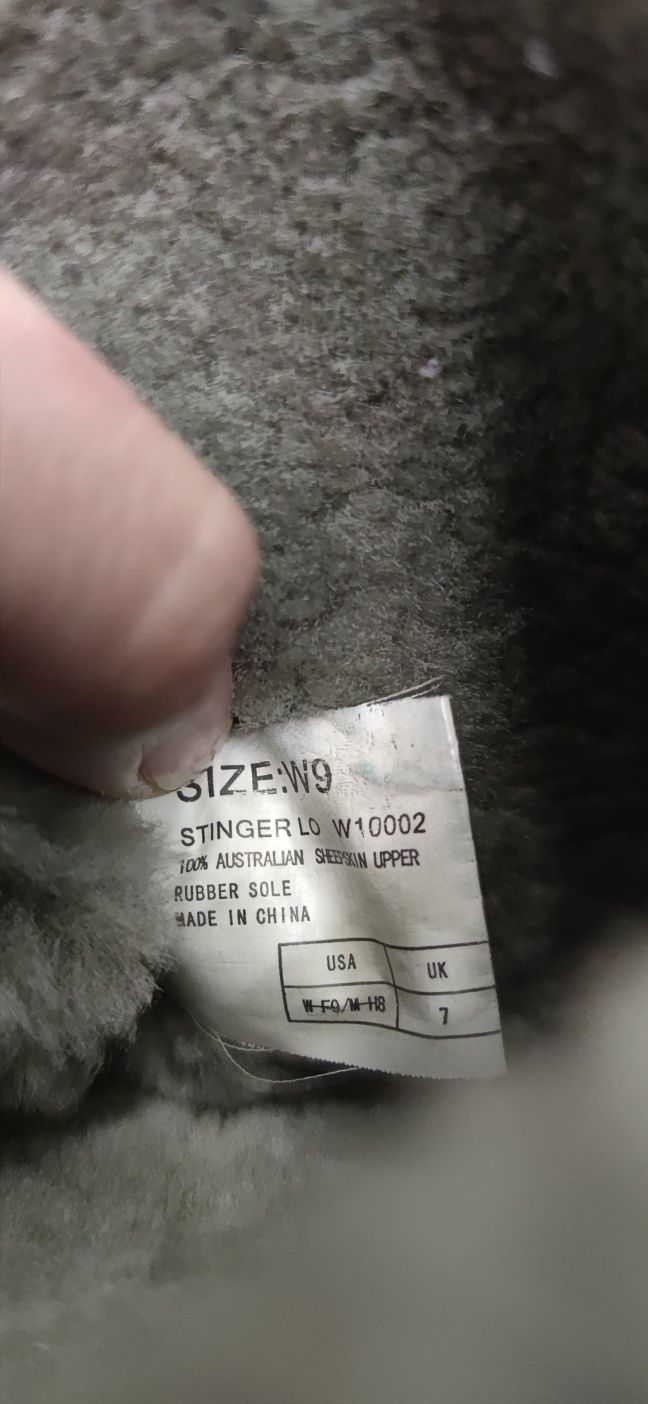 SIZE:W9
STINGER LO W10002
100% AUSTRALIAN SHEEPSKIN UPPER
RUBBER SOLE
MADE IN CHINA
USA UK
7